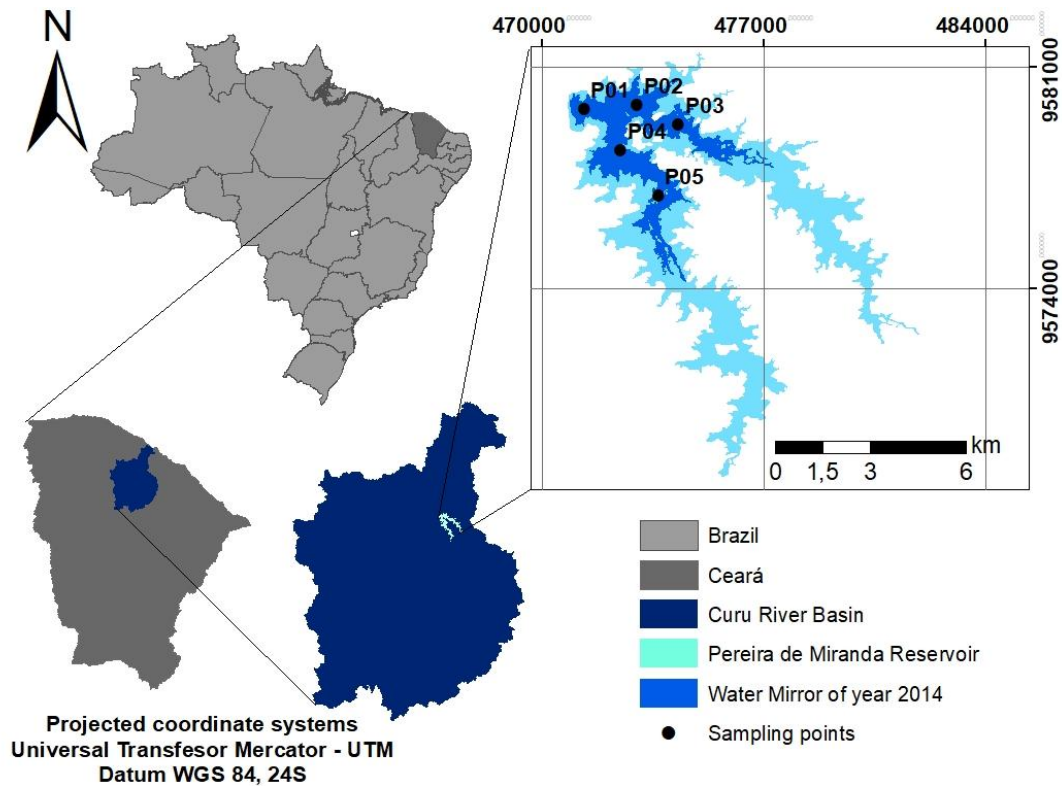 N
470000
477000
484000
9581000
9574000
P01
P02
P03
P04
P05
km
0 1,5 3 6
Brazil
Ceará
Curu River Basin
Pereira de Miranda Reservoir
Water Mirror of year 2014
Sampling points
Projected coordinate systems
Universal Transfesor Mercator - UTM
Datum WGS 84, 24S